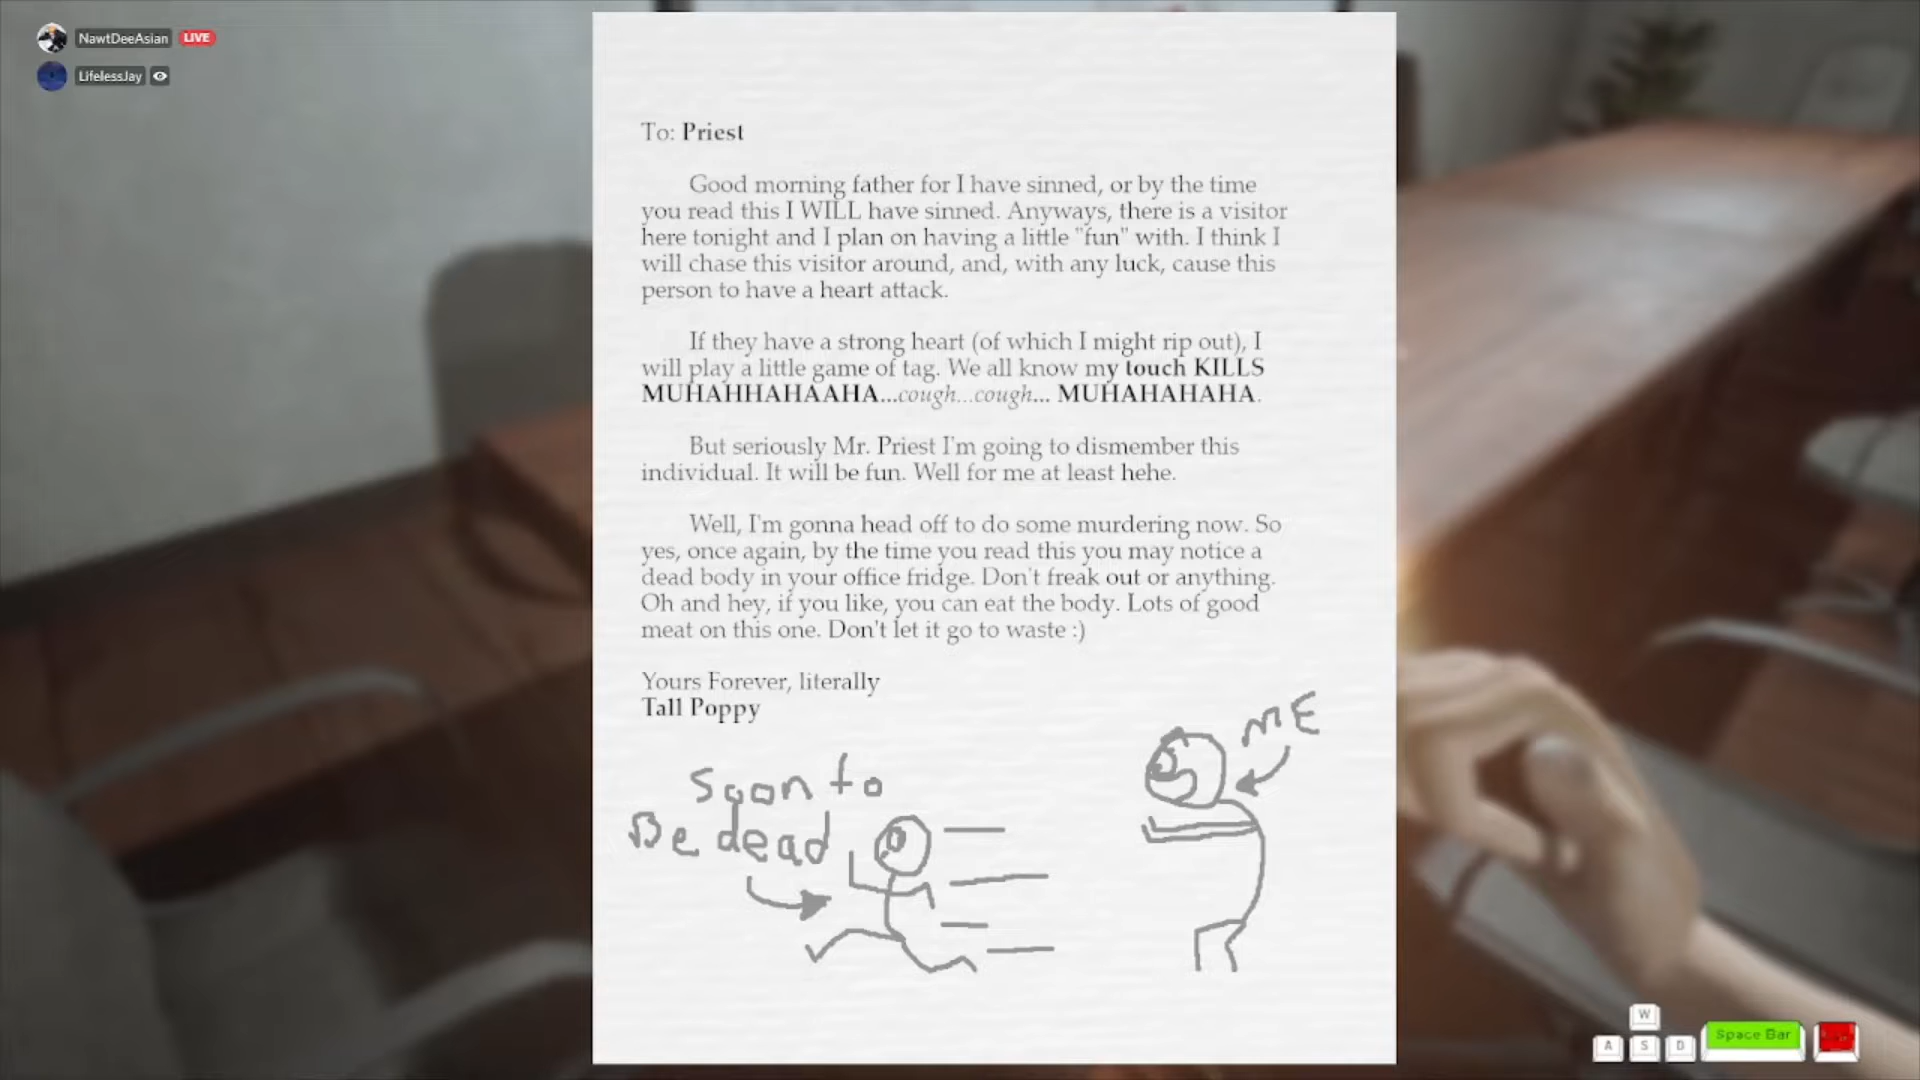 NawtDeeAsian LIVE
LifelessJay
To: Priest
Good morning father for I have sinned, or by the time
you read this I WILL have sinned. Anyways, there is a visitor
here tonight and I plan on having a little "fun" with. I think I
will chase this visitor around, and, with any luck, cause this
person to have a heart attack.
If they have a strong heart (of which I might rip out), I
will play a little game of tag. We all know my touch KILLS
MUHAHHAHAAHA...cough...cough... MUHAHAHAHA.
But seriously Mr. Priest I'm going to dismember this
individual. It will be fun. Well for me at least hehe.
Well, I'm gonna head off to do some murdering now. So
yes, once again, by the time you read this you may notice a
dead body in your office fridge. Don't freak out or anything.
Oh and hey, if you like, you can eat the body. Lots of good
meat on this one. Don't let it go to waste :)
Yours Forever, literally
Tall Poppy
ME
Soon to
Be dead
W
A S D Space Bar